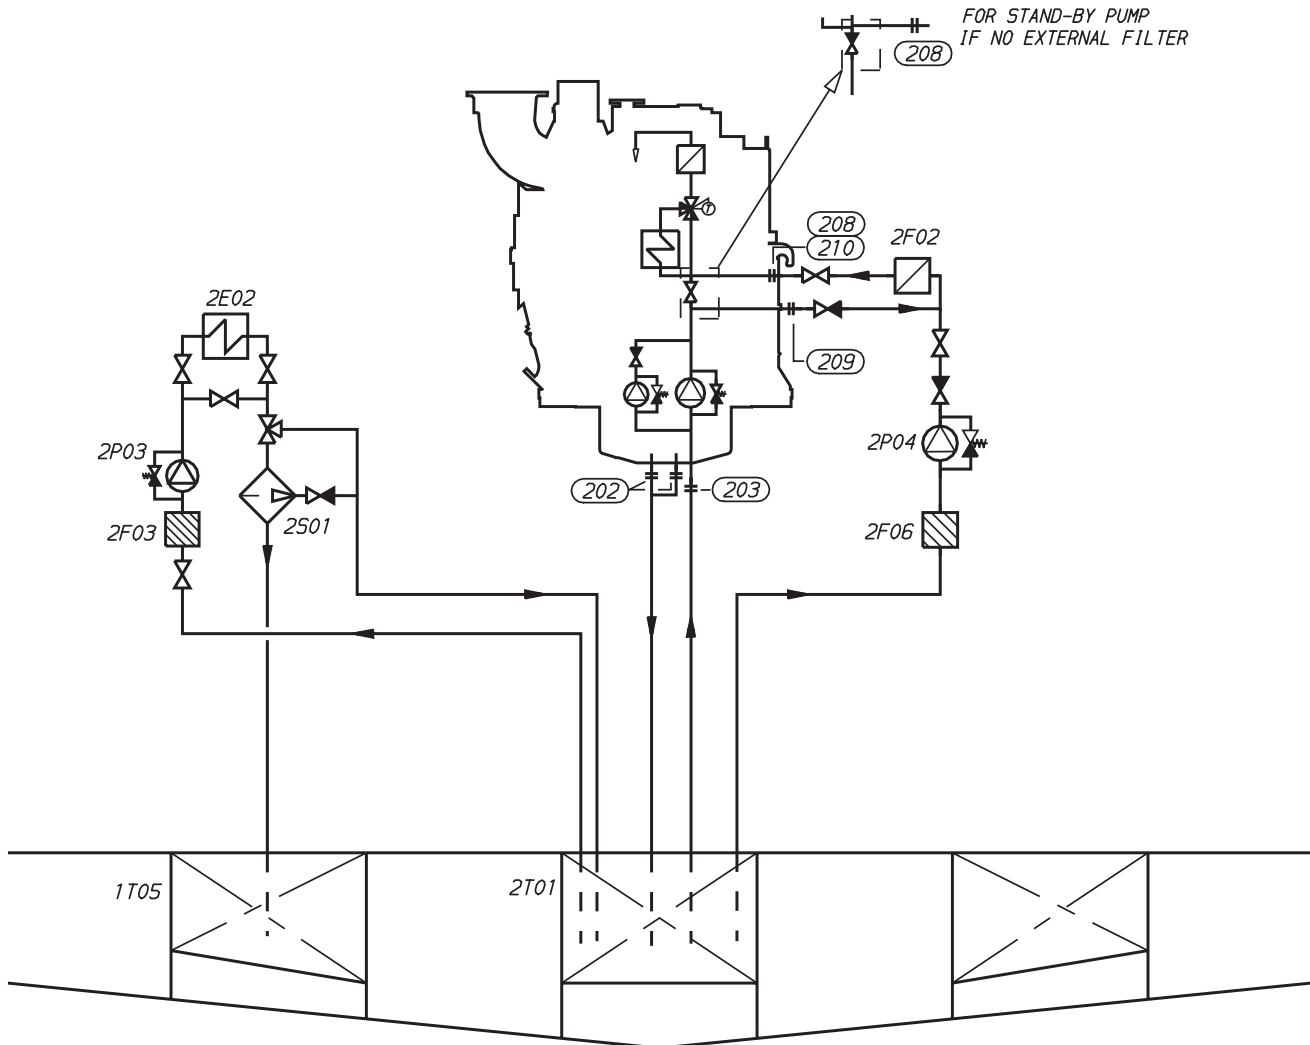 FOR STAND-BY PUMP
IF NO EXTERNAL FILTER
208
208
210
2F02
2E02
209
2P03
2P04
202
203
2F03
2S01
2F06
1T05
2T01
T